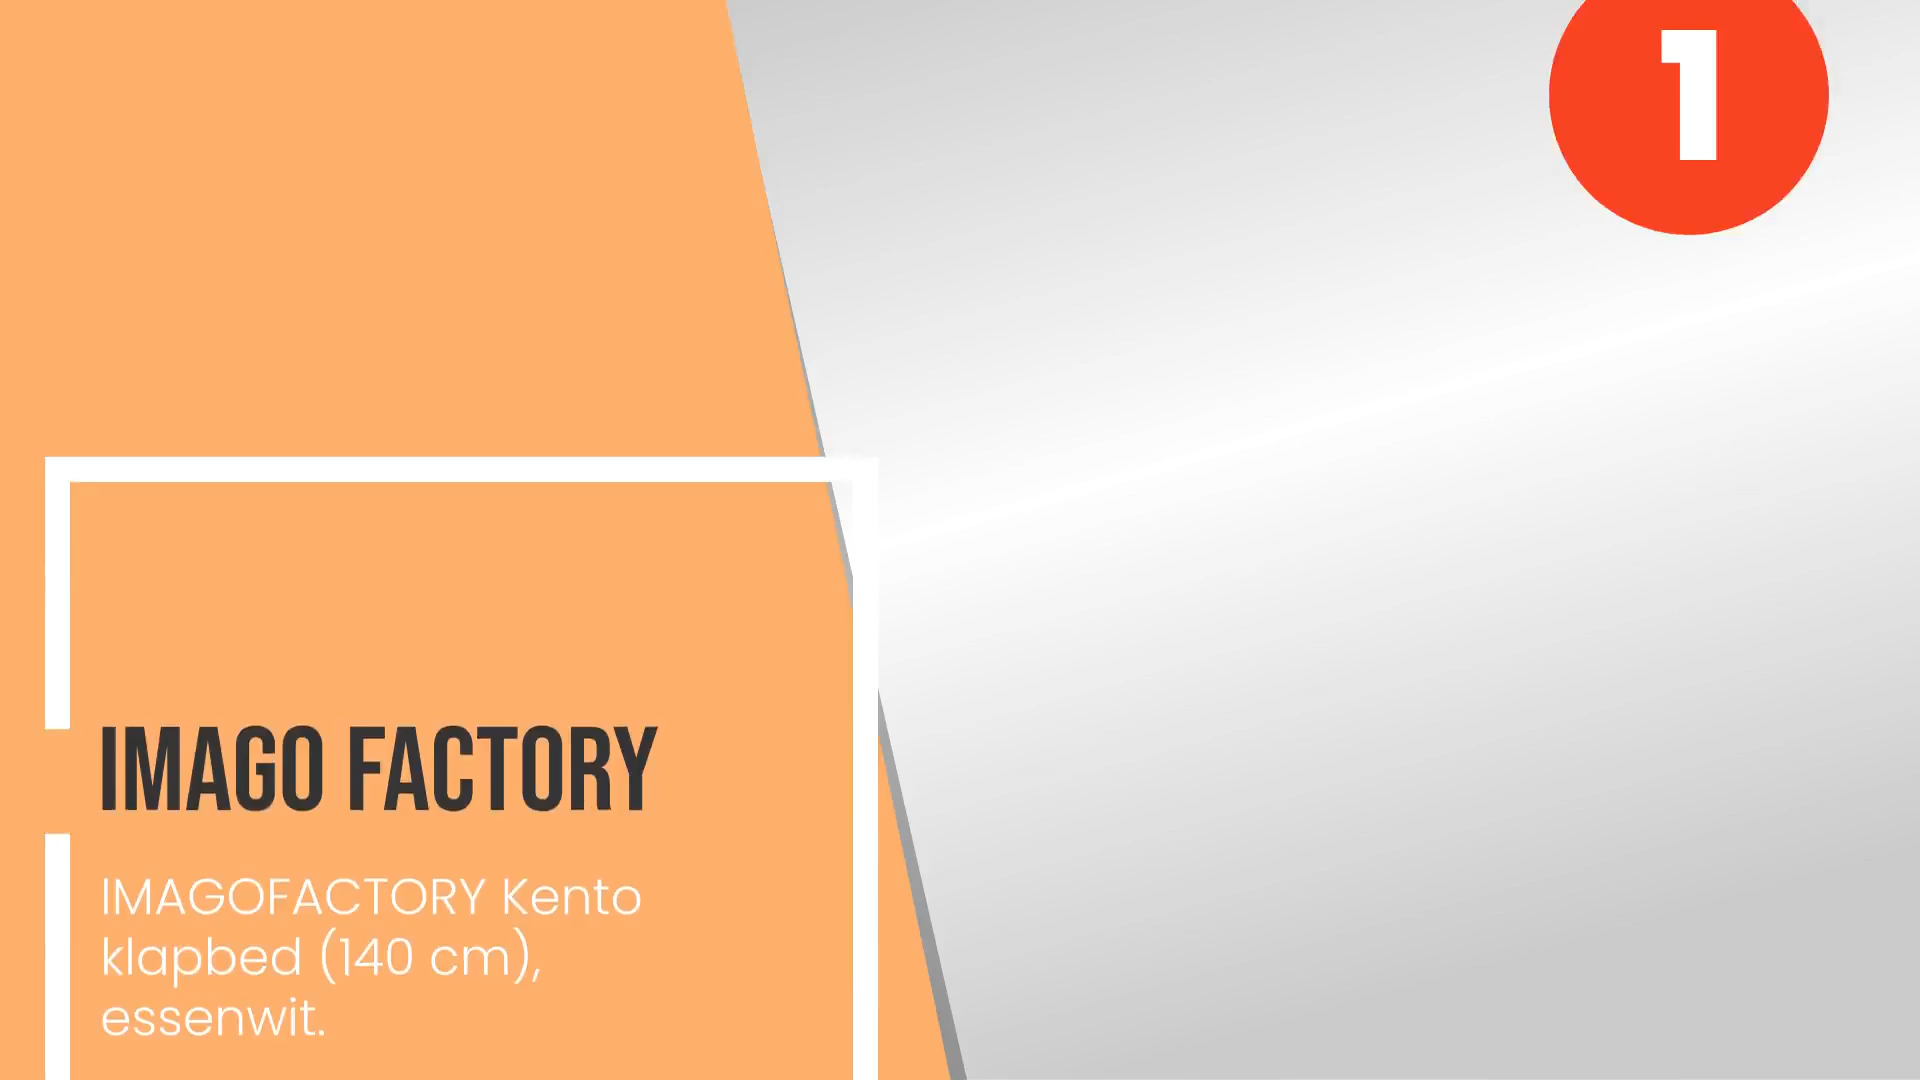 1
IMAGO FACTORY
IMAGOFACTORY Kento
klapbed (140 cm),
essenwit.